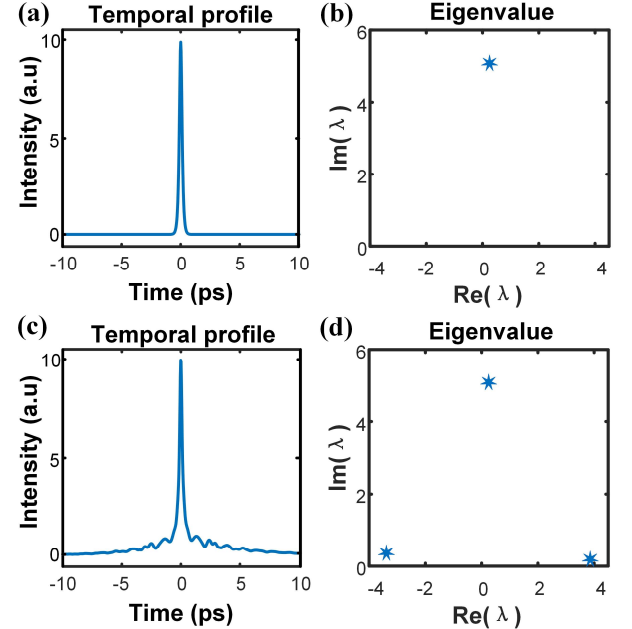 (a) Temporal profile
Intensity (a.u)
10
5
0
-10 -5 0 5 10
Time (ps)
(b) Eigenvalue
Im( λ )
6
4
2
0
-4 -2 0 2 4
Re( λ )
(c) Temporal profile
Intensity (a.u)
10
5
0
-10 -5 0 5 10
Time (ps)
(d) Eigenvalue
Im( λ )
6
4
2
0
-4 -2 0 2 4
Re( λ )